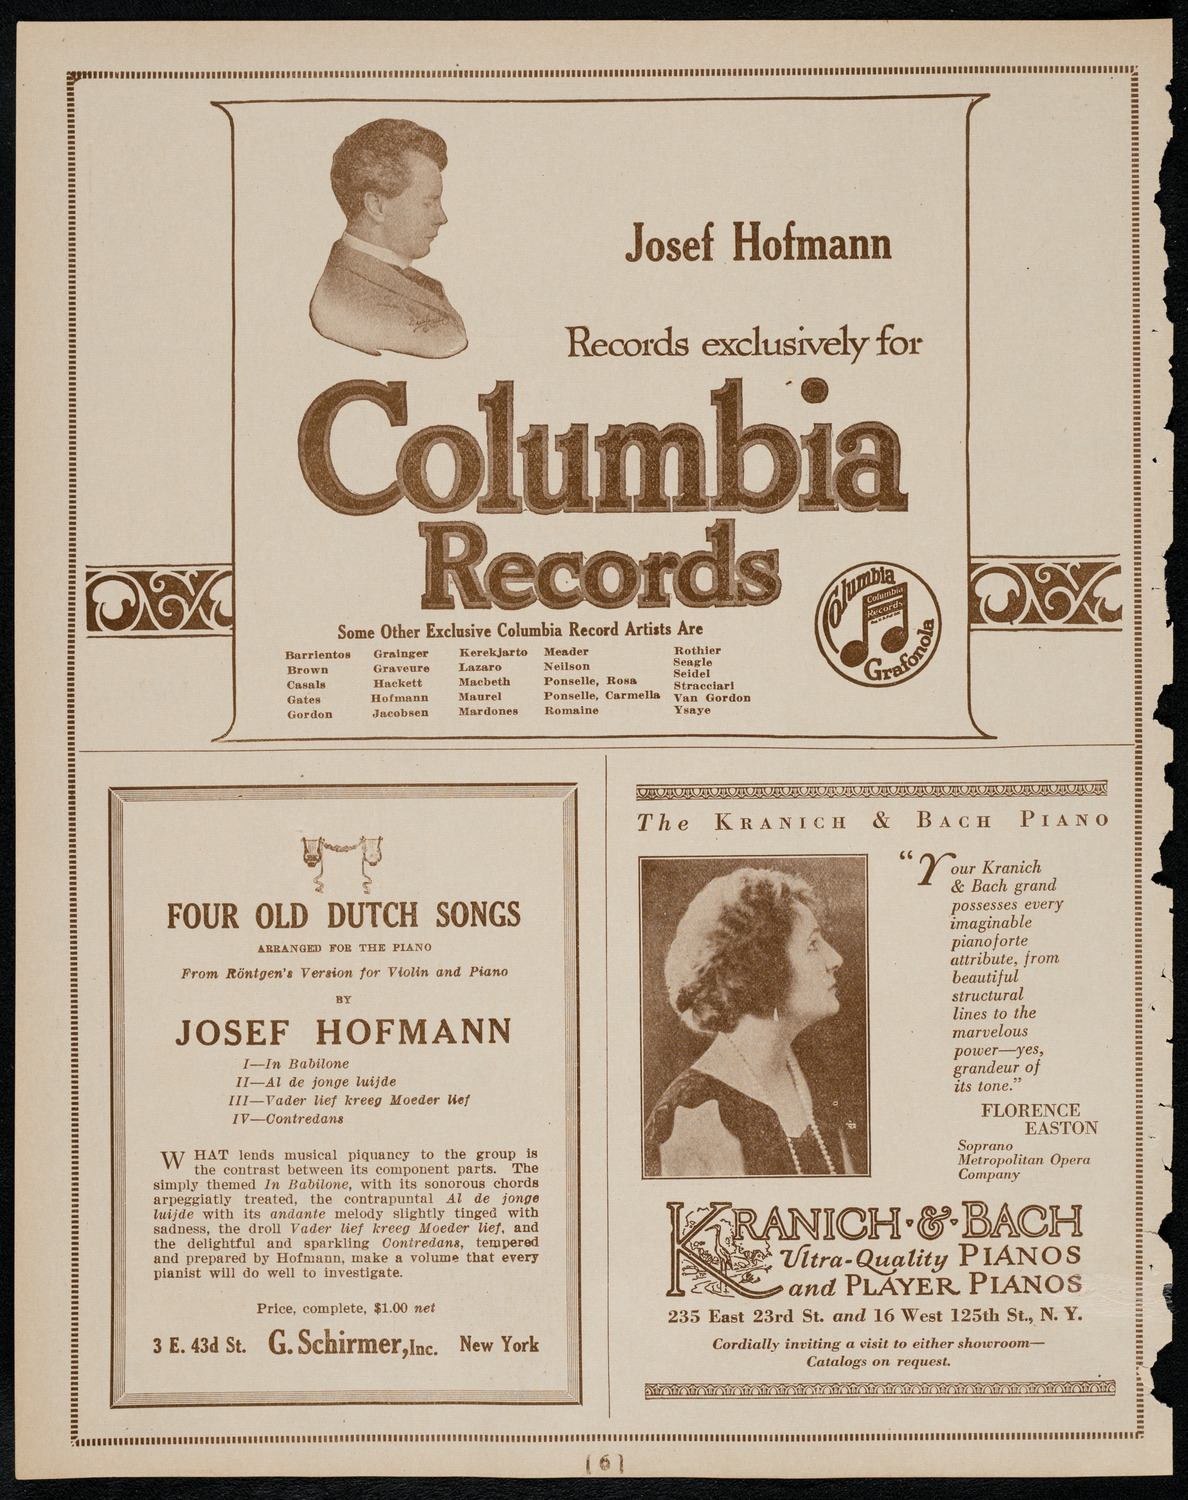 Josef Hofmann
Records exclusively for
Columbia
Records
Columbia
Columbia
Records
Grafonola
Some Other Exclusive Columbia Record Artists Are
Barrientos
Brown
Casals
Gates
Gordon
Grainger
Graveure
Hackett
Hofmann
Jacobsen
Kerekjarto
Lazaro
Macbeth
Maurel
Mardones
Meader
Neilson
Ponselle, Rosa
Ponselle, Carmella
Romaine
Rothier
Seagle
Seidel
Stracciari
Van Gordon
Ysaye
FOUR OLD DUTCH SONGS
ARRANGED FOR THE PIANO
From Röntgen's Version for Violin and Piano
BY
JOSEF HOFMANN
I—In Babilone
II—Al de jonge luijde
III—Vader lief kreeg Moeder lief
IV—Contredans
WHAT lends musical piquancy to the group is
the contrast between its component parts. The
simply themed In Babilone, with its sonorous chords
arpeggiatly treated, the contrapuntal Al de jonge
luijde with its andante melody slightly tinged with
sadness, the droll Vader lief kreeg Moeder lief, and
the delightful and sparkling Contredans, tempered
and prepared by Hofmann, make a volume that every
pianist will do well to investigate.
Price, complete, $1.00 net
3 E. 43d St. G. Schirmer, Inc. New York
The KRANICH & BACH PIANO
"Your Kranich
& Bach grand
possesses every
imaginable
pianoforte
attribute, from
beautiful
structural
lines to the
marvelous
power—yes,
grandeur of
its tone."
FLORENCE
EASTON
Soprano
Metropolitan Opera
Company
KRANICH·&·BACH
Ultra-Quality PIANOS
and PLAYER PIANOS
235 East 23rd St. and 16 West 125th St., N. Y.
Cordially inviting a visit to either showroom—
Catalogs on request.
[6]